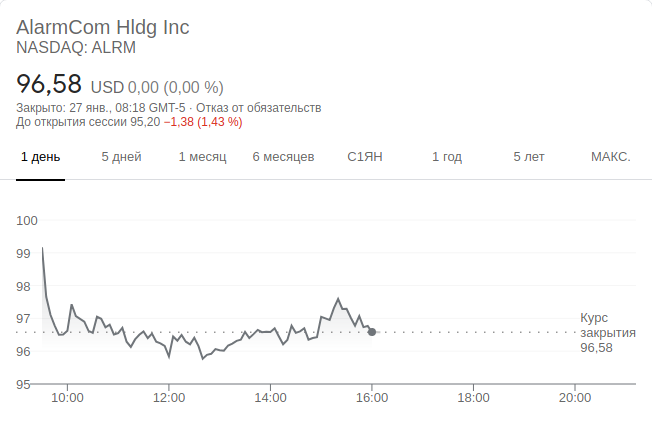 AlarmCom Hldg Inc
NASDAQ: ALRM
96,58 USD 0,00 (0,00 %)
Закрыто: 27 янв., 08:18 GMT-5 · Отказ от обязательств
До открытия сессии 95,20 −1,38 (1,43 %)
1 день 5 дней 1 месяц 6 месяцев С1ЯН 1 год 5 лет МАКС.
100
99
98
97
96
95
Курс
закрытия
96,58
10:00 12:00 14:00 16:00 18:00 20:00